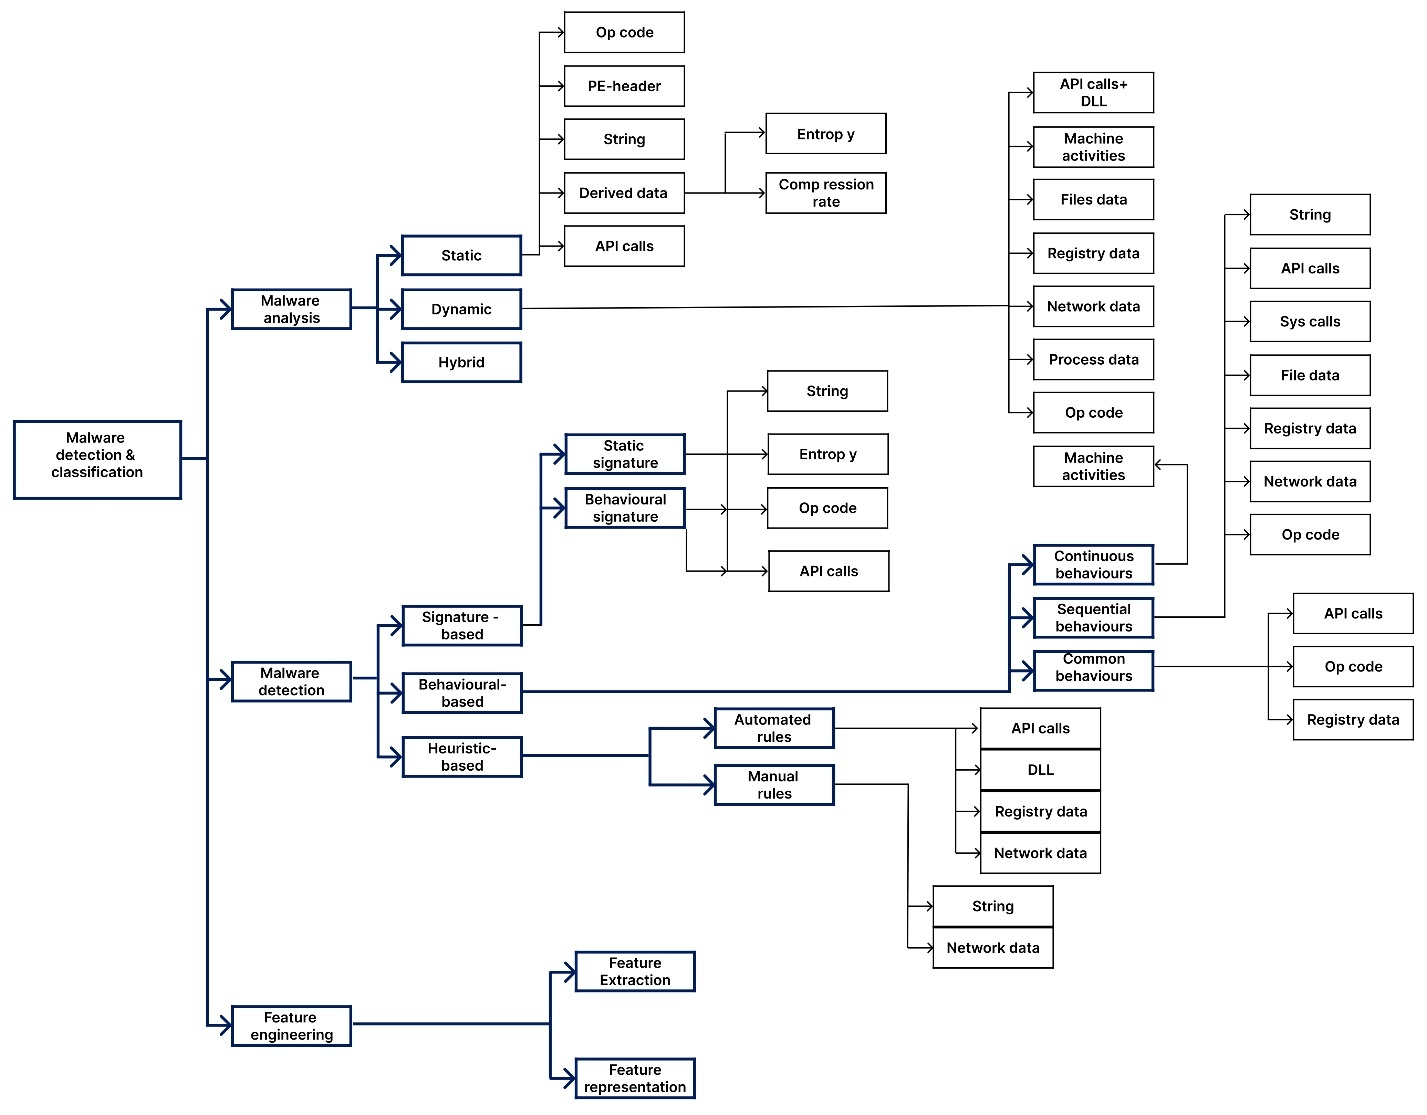 Op code
PE-header
String
Derived data
API calls
Entrop y
Comp ression
rate
API calls+
DLL
Machine
activities
Files data
Registry data
Network data
Process data
Op code
Machine
activities
String
API calls
Sys calls
File data
Registry data
Network data
Op code
Static
Dynamic
Hybrid
Malware
analysis
Malware
detection &
classification
String
Entrop y
Op code
API calls
Static
signature
Behavioural
signature
Continuous
behaviours
Sequential
behaviours
Common
behaviours
API calls
Op code
Registry data
Signature -
based
Behavioural-
based
Heuristic-
based
Malware
detection
Automated
rules
Manual
rules
API calls
DLL
Registry data
Network data
String
Network data
Feature
Extraction
Feature
engineering
Feature
representation